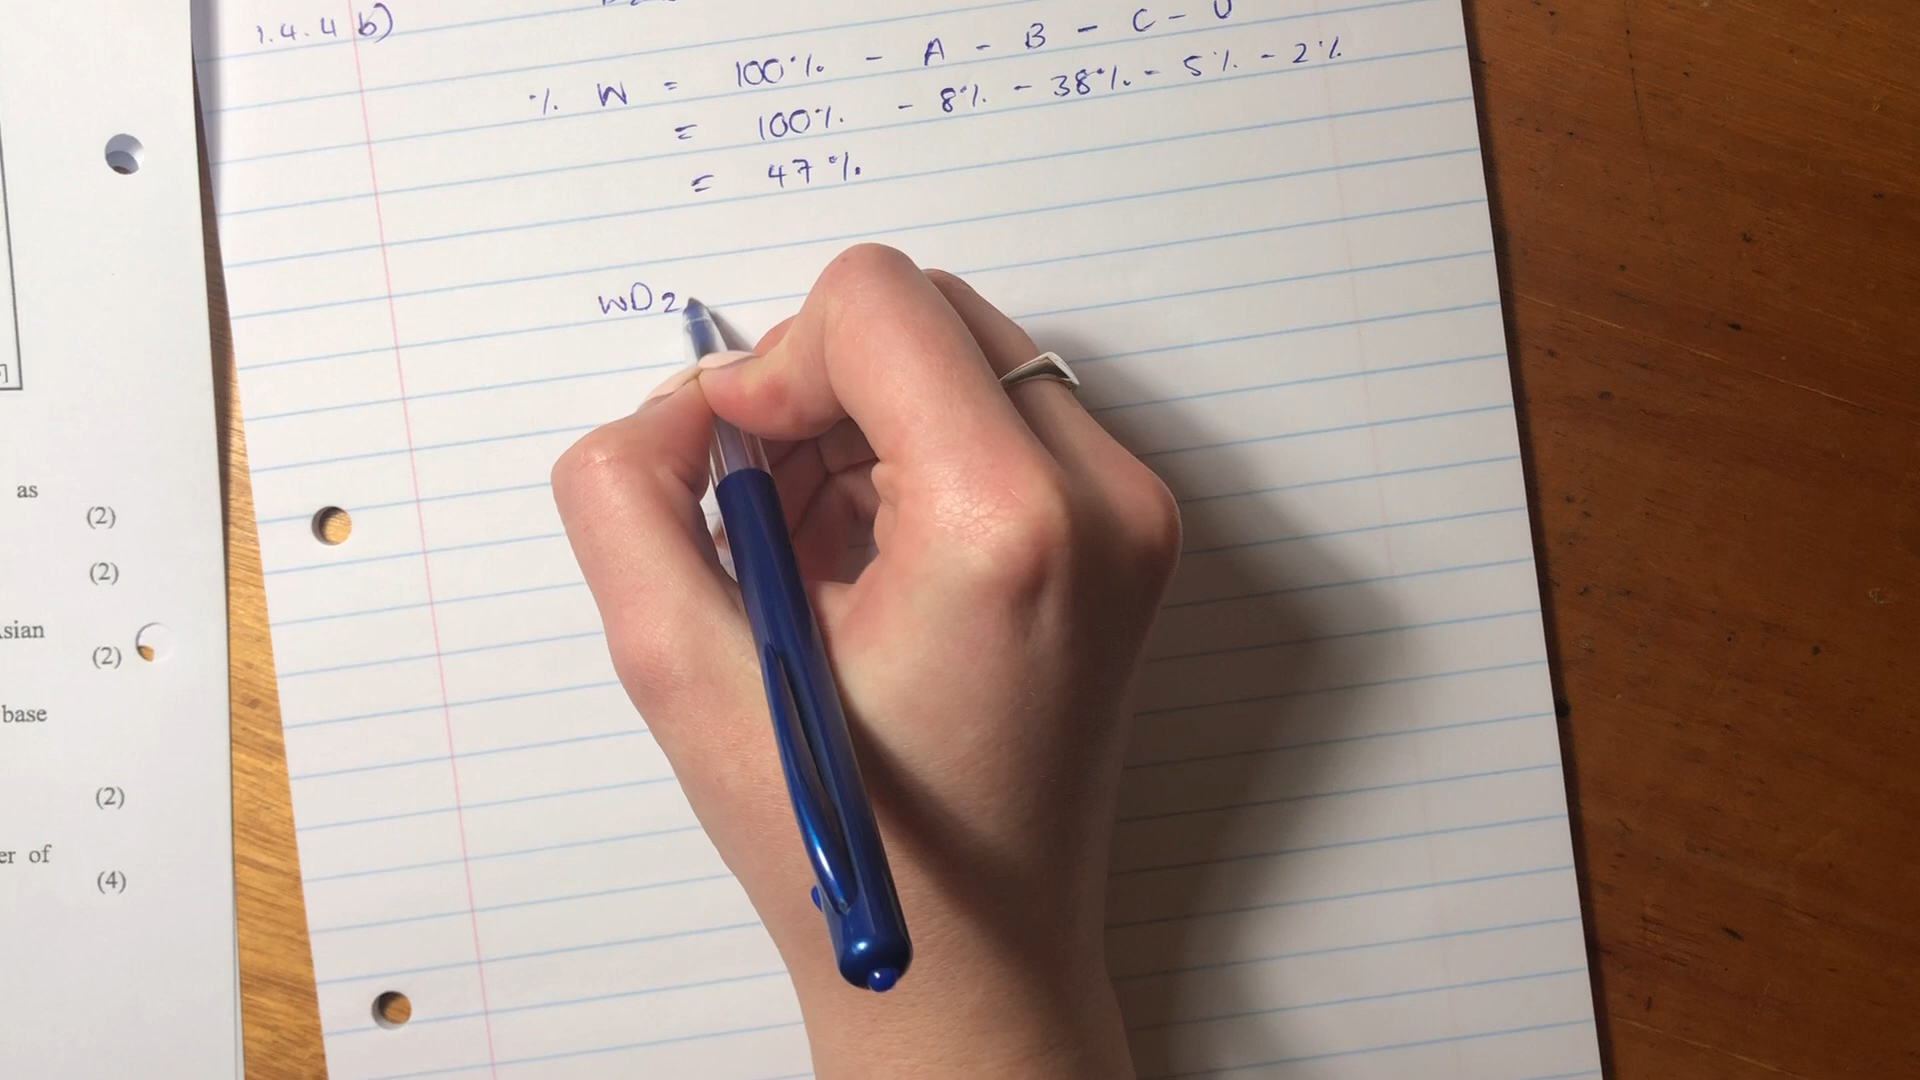 1.4.4 b)
% W = 100% - A - B - C - D
= 100% - 8% - 38% - 5% - 2%
= 47%
WD2
as
(2)
(2)
sian
(2)
base
(2)
er of
(4)